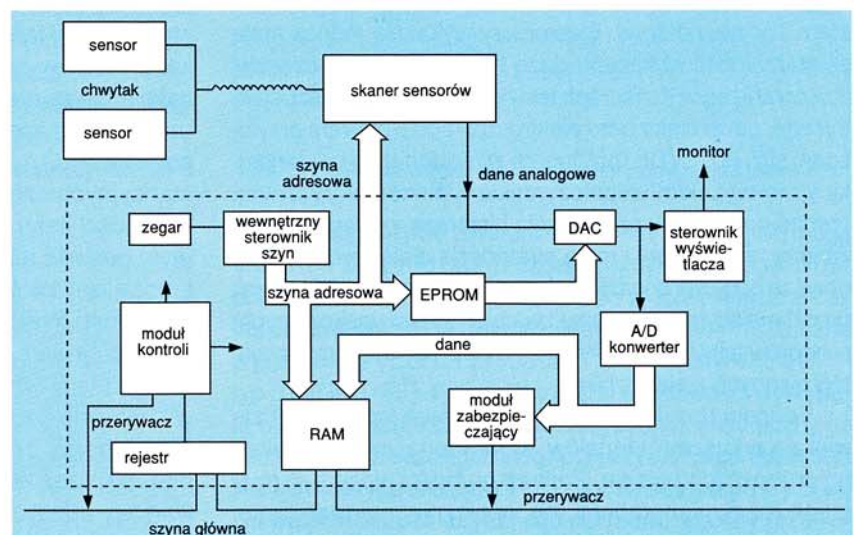 sensor
chwytak
sensor
skaner sensorów
szyna
adresowa
dane analogowe
monitor
zegar
wewnętrzny
sterownik
szyn
DAC
sterownik
wyświe-
tlacza
szyna adresowa
EPROM
moduł
kontroli
dane
A/D
konwerter
przerywacz
RAM
moduł
zabezpie-
czający
rejestr
przerywacz
szyna główna